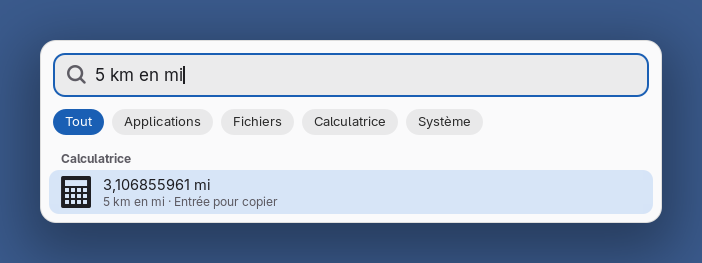 5 km en mi
Tout Applications Fichiers Calculatrice Système
Calculatrice
3,106855961 mi
5 km en mi · Entrée pour copier